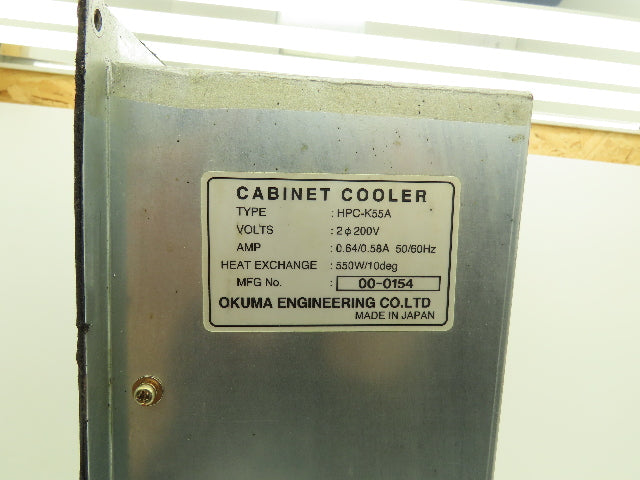 CABINET COOLER
TYPE : HPC-K55A
VOLTS : 2φ200V
AMP : 0.64/0.58A 50/60Hz
HEAT EXCHANGE : 550W/10deg
MFG No. : 00-0154
OKUMA ENGINEERING CO.LTD
MADE IN JAPAN